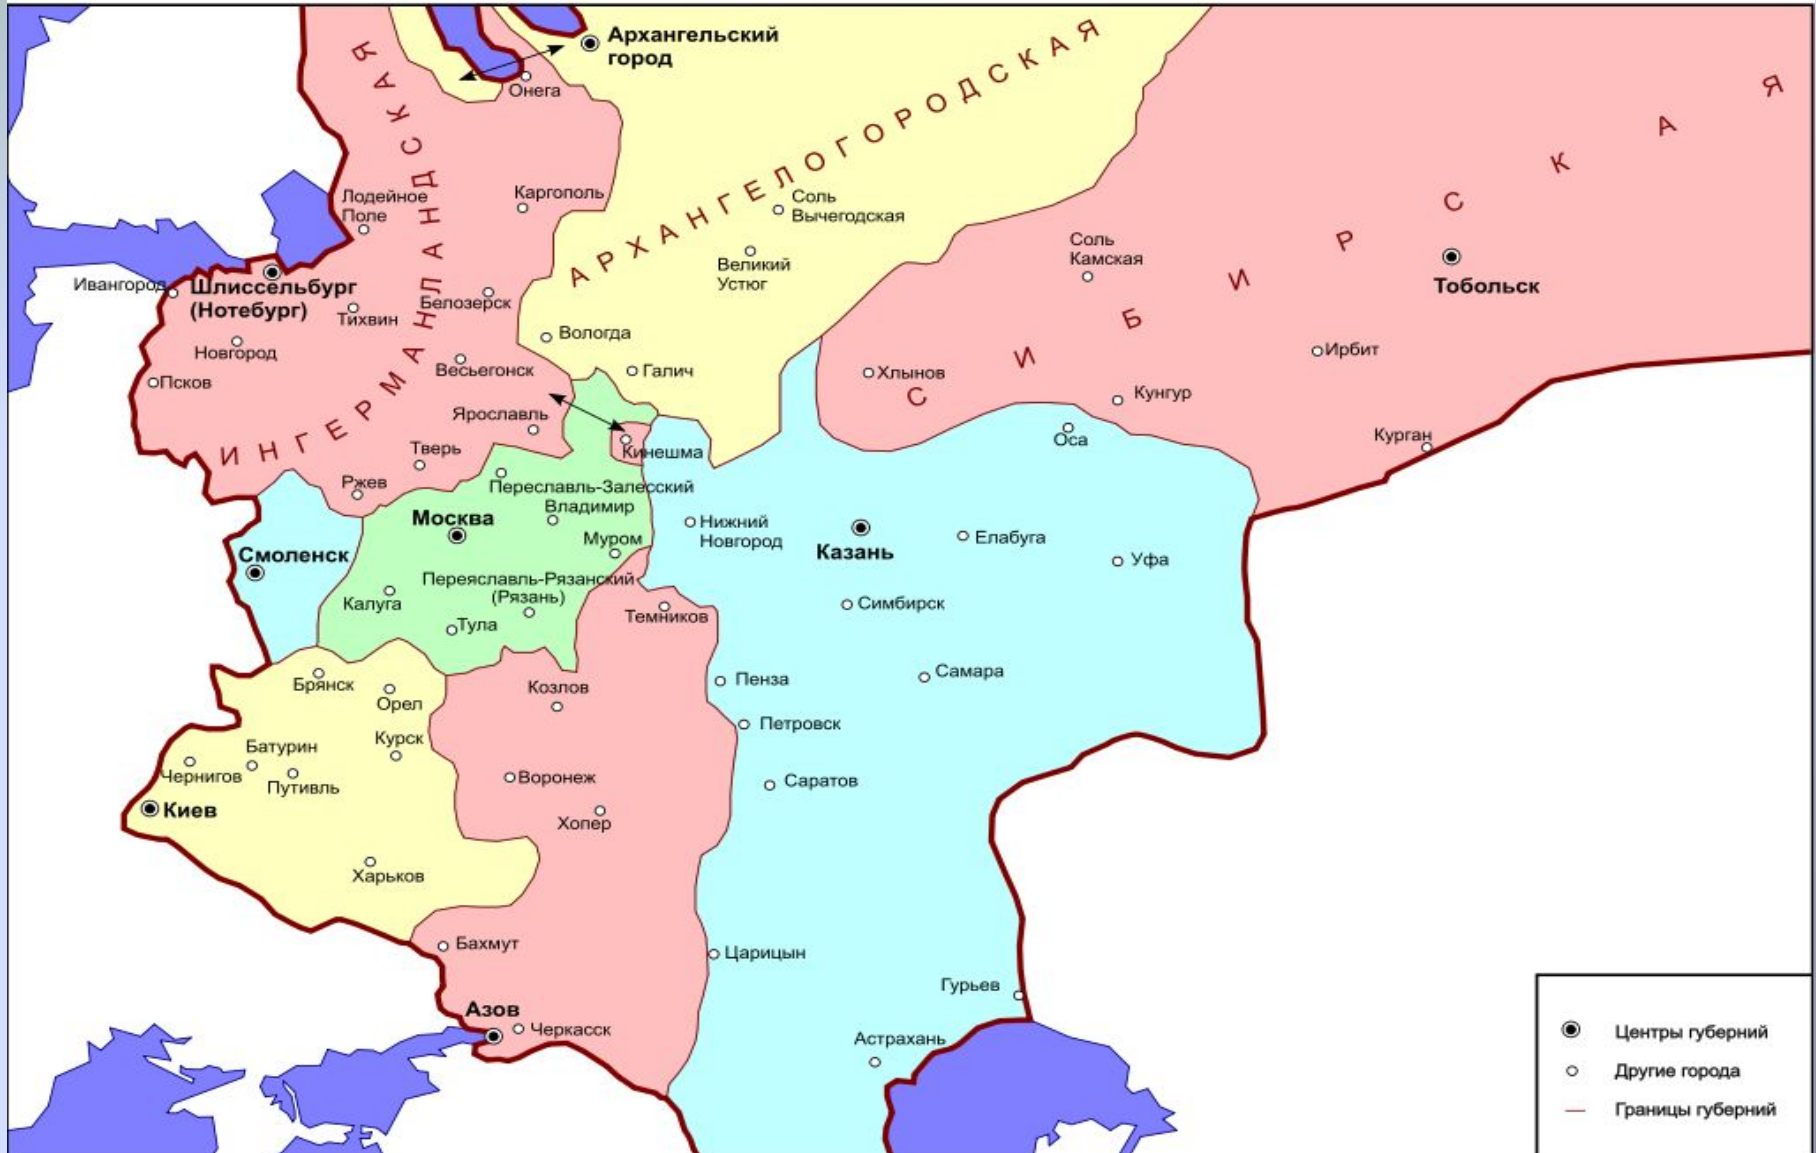 Архангельский
город
Онега
ИНГЕРМАНЛАНДСКАЯ
АРХАНГЕЛОГОРОДСКАЯ
СИБИРСКАЯ
Лодейное
Поле
Каргополь
Соль
Вычегодская
Великий
Устюг
Соль
Камская
Тобольск
Ивангород
Шлиссельбург
(Нотебург)
Тихвин
Белозерск
Новгород
Вологда
Псков
Весьегонск
Галич
Хлынов
Ирбит
Кунгур
Ярославль
Кинешма
Оса
Курган
Тверь
Ржев
Переславль-Залесский
Владимир
Москва
Муром
Нижний
Новгород
Казань
Елабуга
Уфа
Смоленск
Переяславль-Рязанский
(Рязань)
Калуга
Тула
Темников
Симбирск
Брянск
Орел
Козлов
Пенза
Самара
Петровск
Курск
Батурин
Чернигов
Путивль
Воронеж
Саратов
Киев
Хопер
Харьков
Бахмут
Царицын
Гурьев
Азов
Черкасск
Астрахань
Центры губерний
Другие города
Границы губерний